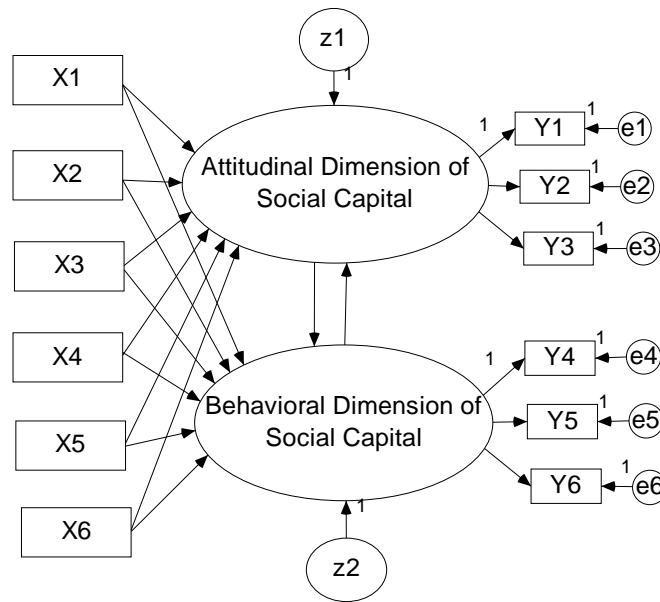 z1
1
X1
X2
X3
X4
X5
X6
Attitudinal Dimension of
Social Capital
1
Y1
1
e1
Y2
1
e2
Y3
1
e3
Behavioral Dimension of
Social Capital
1
Y4
1
e4
Y5
1
e5
Y6
1
e6
1
z2